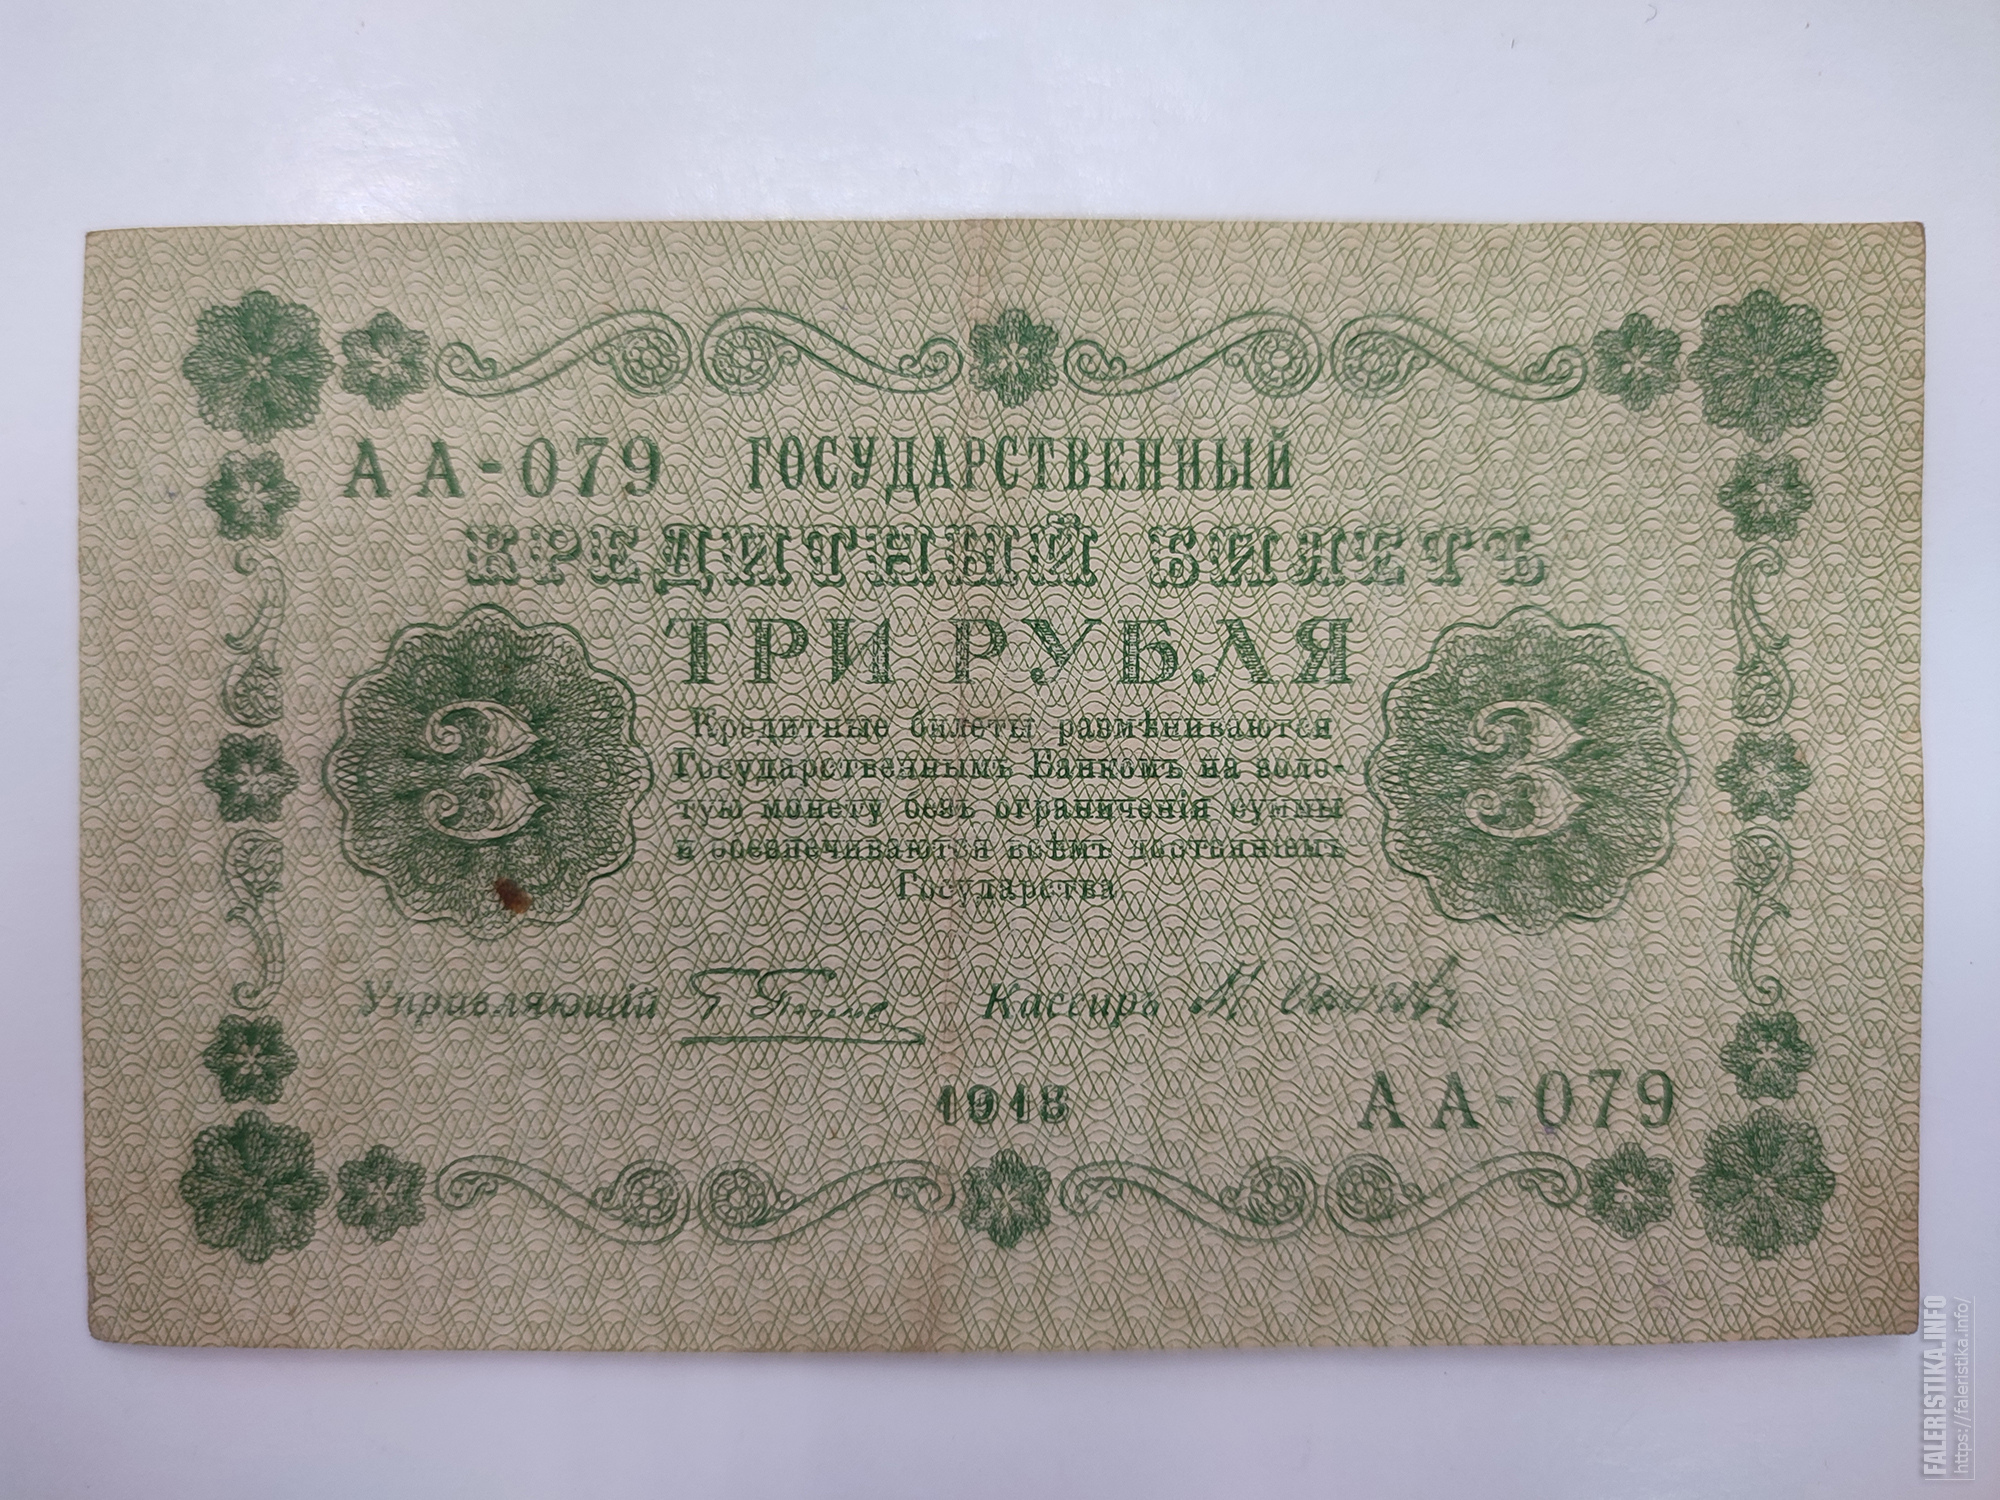 АА-079 ГОСУДАРСТВЕННЫЙ
КРЕДИТНЫЙ БИЛЕТЪ
ТРИ РУБЛЯ
3 3
Кредитные билеты размѣниваются
Государственнымъ Банкомъ на золо-
тую монету безъ ограниченія суммы
и обезпечиваются всѣмъ достояніемъ
Государства
Управляющій Кассиръ
1918 АА-079
FALERISTIKA.INFO
https://faleristika.info/